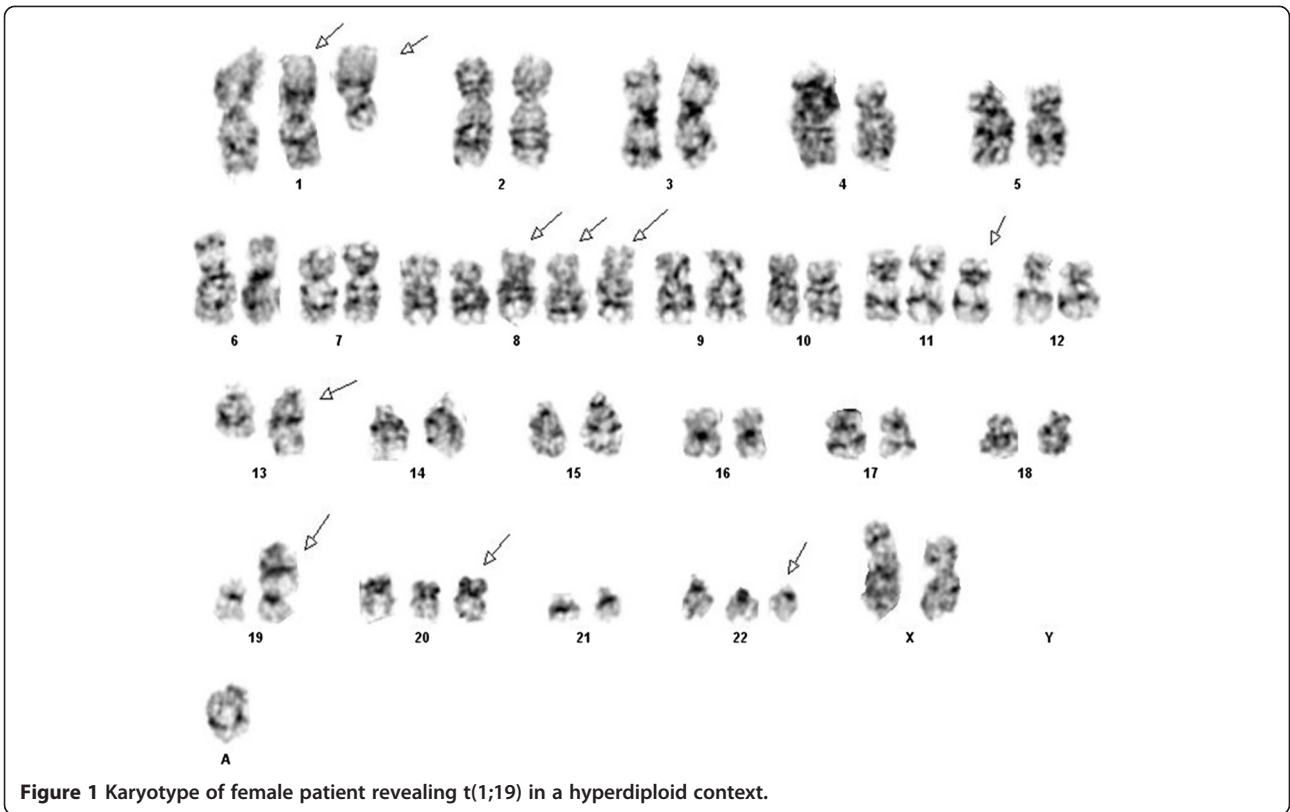 1 2 3 4 5
6 7 8 9 10 11 12
13 14 15 16 17 18
19 20 21 22 X Y
A
Figure 1 Karyotype of female patient revealing t(1;19) in a hyperdiploid context.